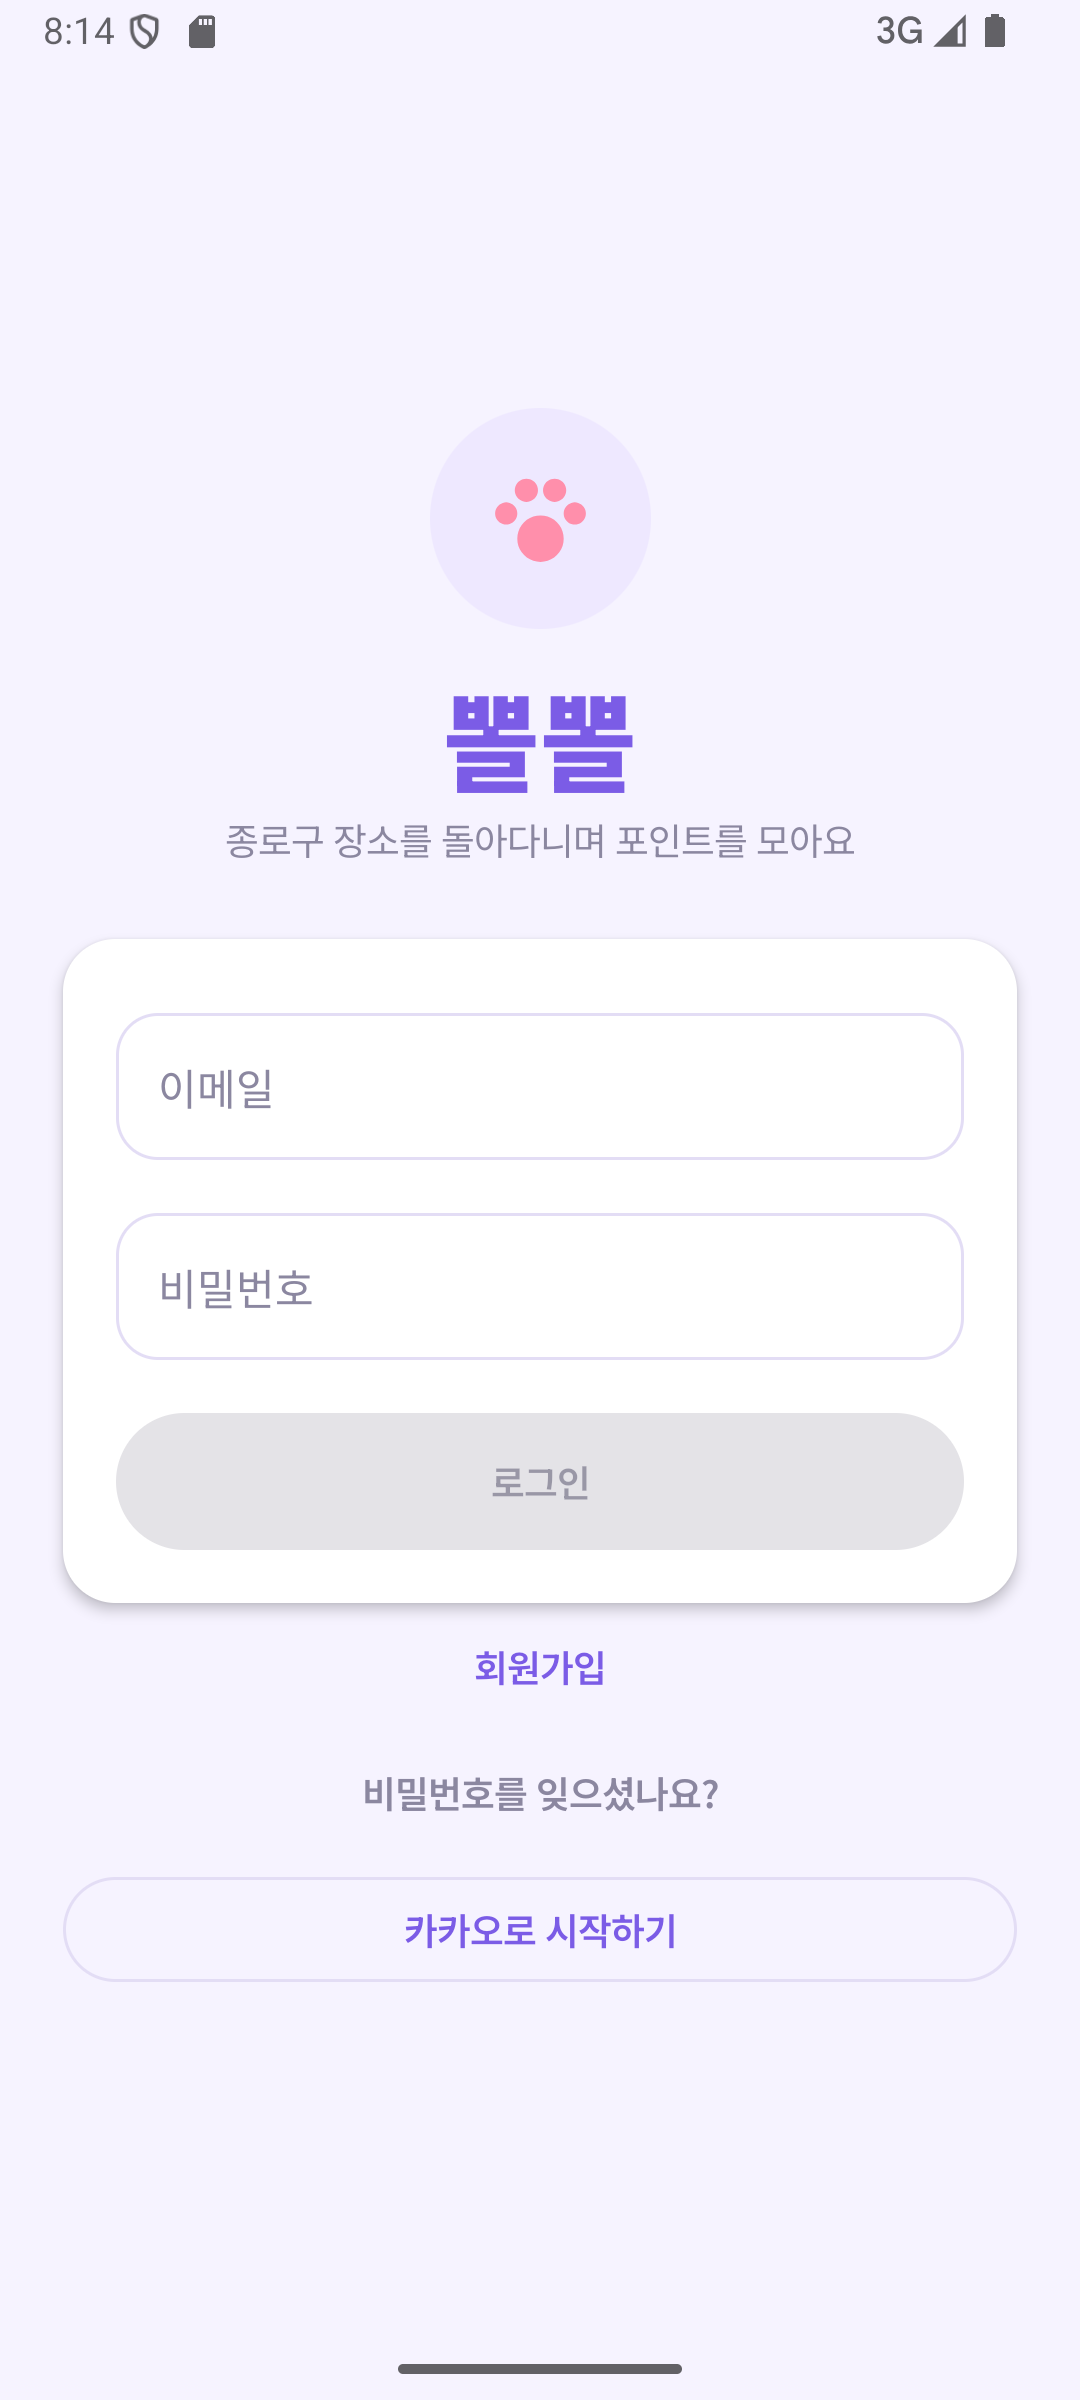 8:14
3G
뽈뽈
종로구 장소를 돌아다니며 포인트를 모아요
이메일
비밀번호
로그인
회원가입
비밀번호를 잊으셨나요?
카카오로 시작하기